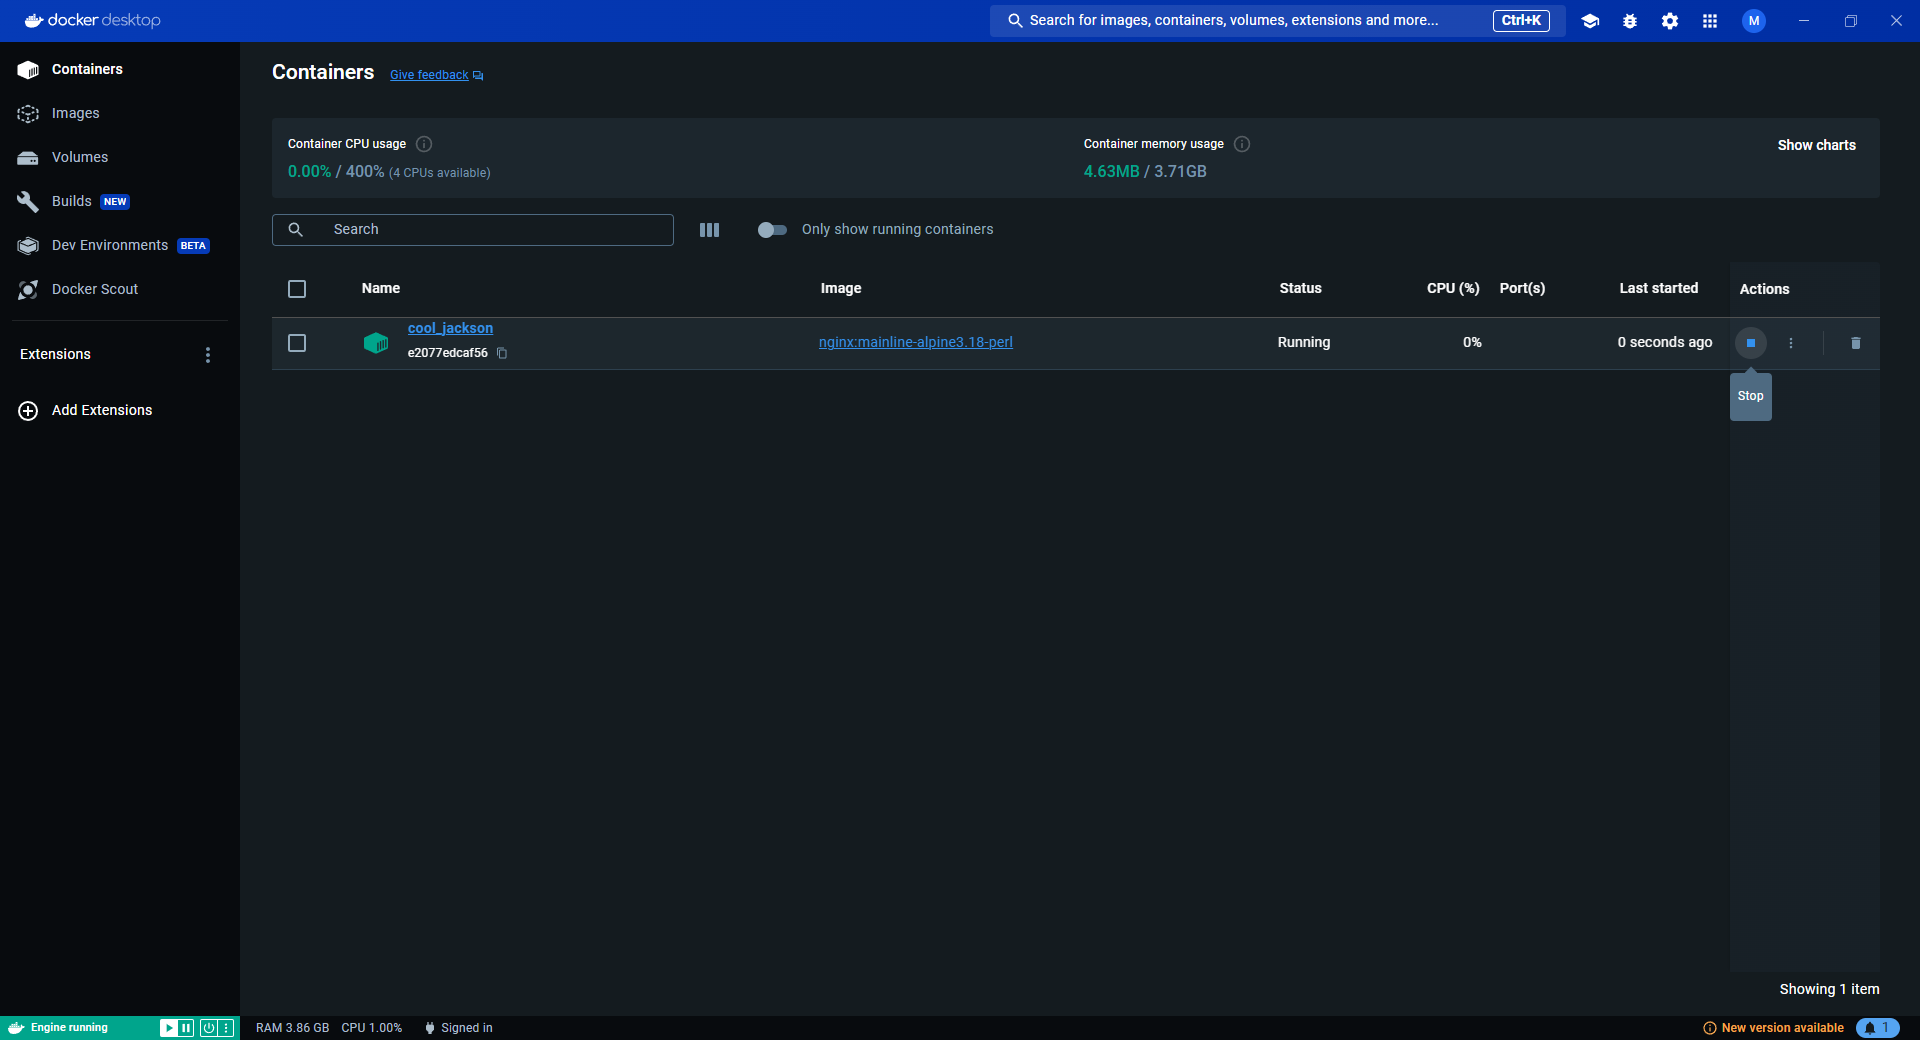 docker desktop
Search for images, containers, volumes, extensions and more... Ctrl+K
M
Containers
Images
Volumes
Builds NEW
Dev Environments BETA
Docker Scout
Extensions
Add Extensions
Containers Give feedback
Container CPU usage
0.00% / 400% (4 CPUs available)
Container memory usage
4.63MB / 3.71GB
Show charts
Search
Only show running containers
Name Image Status CPU (%) Port(s) Last started Actions
cool_jackson
e2077edcaf56
nginx:mainline-alpine3.18-perl
Running
0%
0 seconds ago
Stop
Showing 1 item
Engine running
RAM 3.86 GB CPU 1.00% Signed in
New version available
1